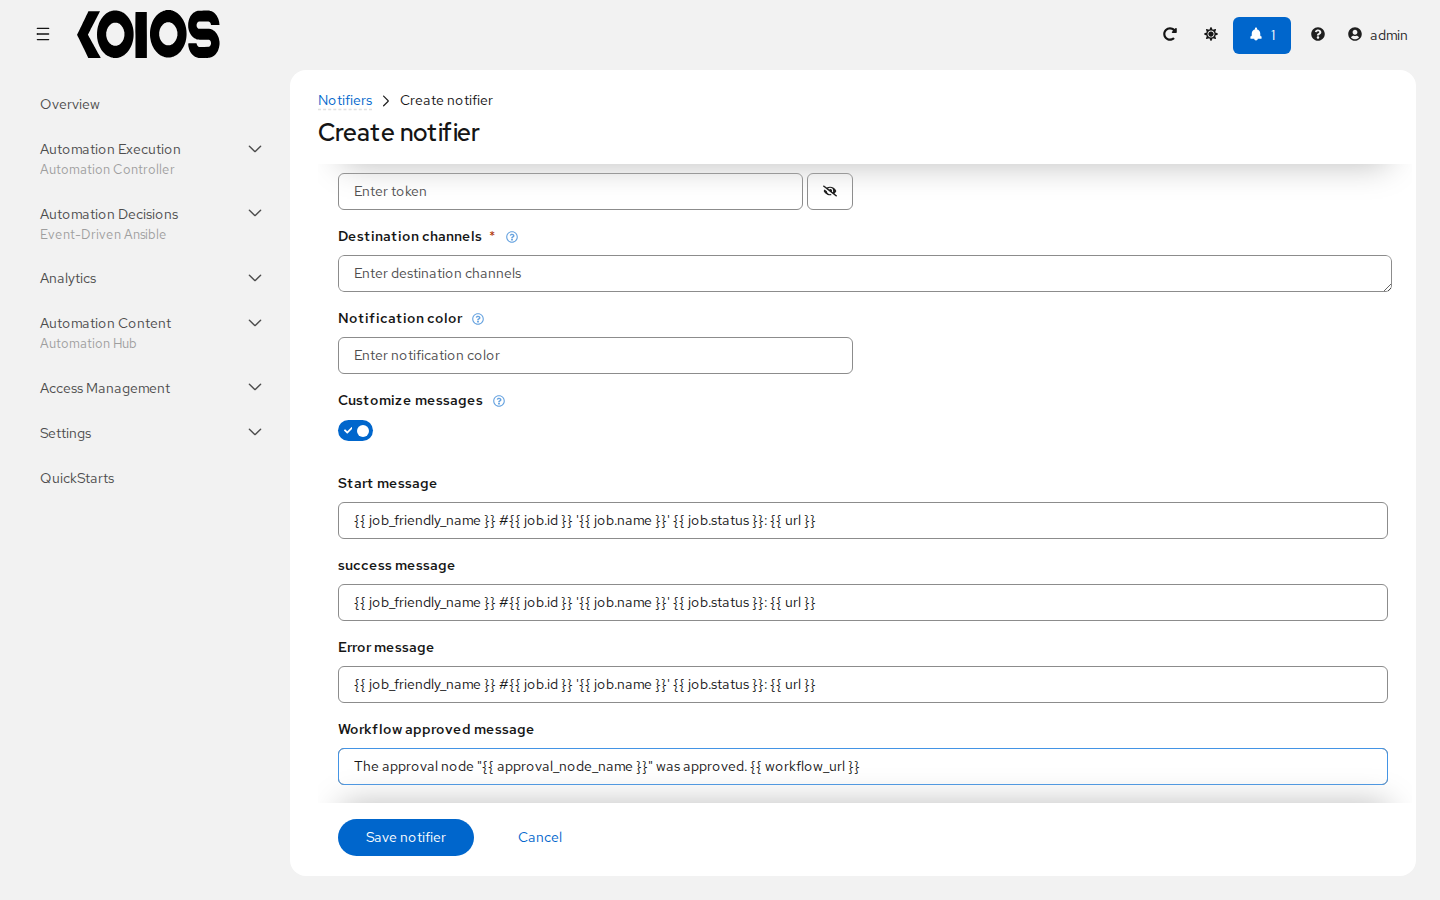 KOIOS
1
admin
Overview
Automation Execution
Automation Controller
Automation Decisions
Event-Driven Ansible
Analytics
Automation Content
Automation Hub
Access Management
Settings
QuickStarts
Notifiers > Create notifier
Create notifier
Enter token
Destination channels *
Enter destination channels
Notification color
Enter notification color
Customize messages
Start message
{{ job_friendly_name }} #{{ job.id }} '{{ job.name }}' {{ job.status }}: {{ url }}
success message
{{ job_friendly_name }} #{{ job.id }} '{{ job.name }}' {{ job.status }}: {{ url }}
Error message
{{ job_friendly_name }} #{{ job.id }} '{{ job.name }}' {{ job.status }}: {{ url }}
Workflow approved message
The approval node "{{ approval_node_name }}" was approved. {{ workflow_url }}
Save notifier Cancel